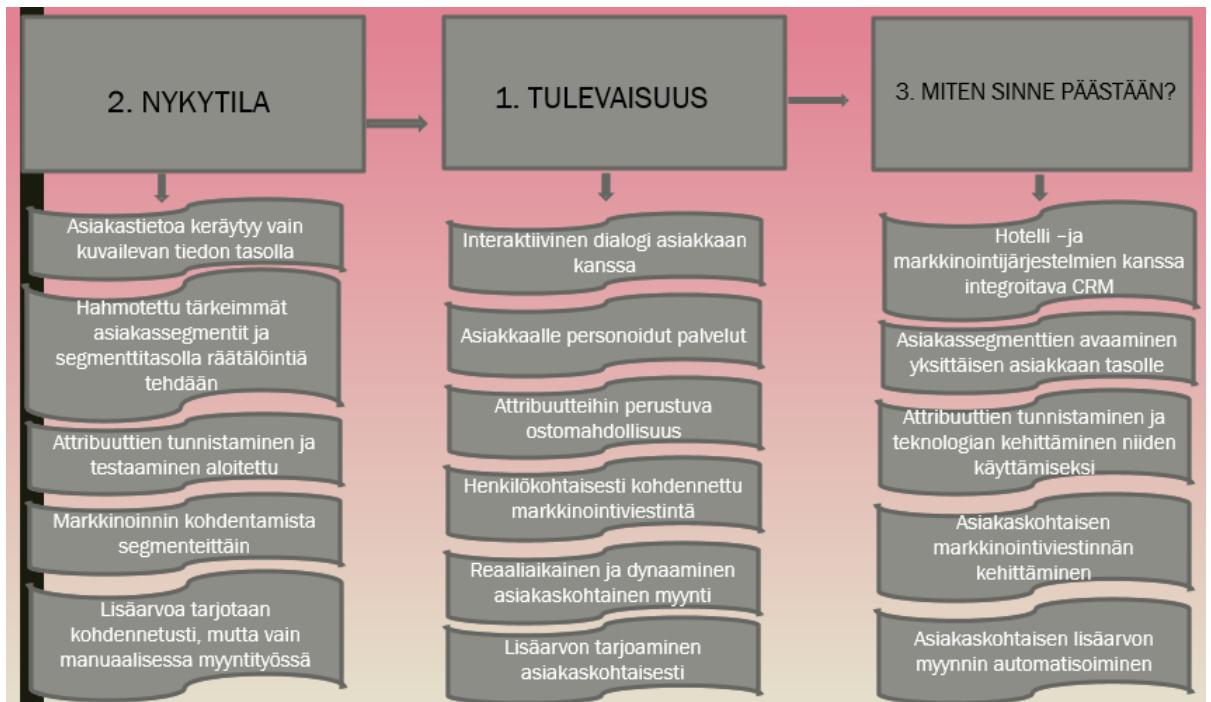 2. NYKYTILA
Asiakastietoa keräytyy vain
kuvailevan tiedon tasolla
Hahmotettu tärkeimmät
asiakassegmentit ja
segmenttitasolla räätälöintiä
tehdään
Attribuuttien tunnistaminen ja
testaaminen aloitettu
Markkinoinnin kohdentamista
segmenteittäin
Lisäarvoa tarjotaan
kohdennetusti, mutta vain
manuaalisessa myyntityössä
1. TULEVAISUUS
Interaktiivinen dialogi asiakkaan
kanssa
Asiakkaalle personoidut palvelut
Attribuutteihin perustuva
ostomahdollisuus
Henkilökohtaisesti kohdennettu
markkinointiviestintä
Reaaliaikainen ja dynaaminen
asiakaskohtainen myynti
Lisäarvon tarjoaminen
asiakaskohtaisesti
3. MITEN SINNE PÄÄSTÄÄN?
Hotelli –ja
markkinointijärjestelmien kanssa
integroitava CRM
Asiakassegmenttien avaaminen
yksittäisen asiakkaan tasolle
Attribuuttien tunnistaminen ja
teknologian kehittäminen niiden
käyttämiseksi
Asiakaskohtaisen
markkinointiviestinnän
kehittäminen
Asiakaskohtaisen lisäarvon
myynnin automatisoiminen